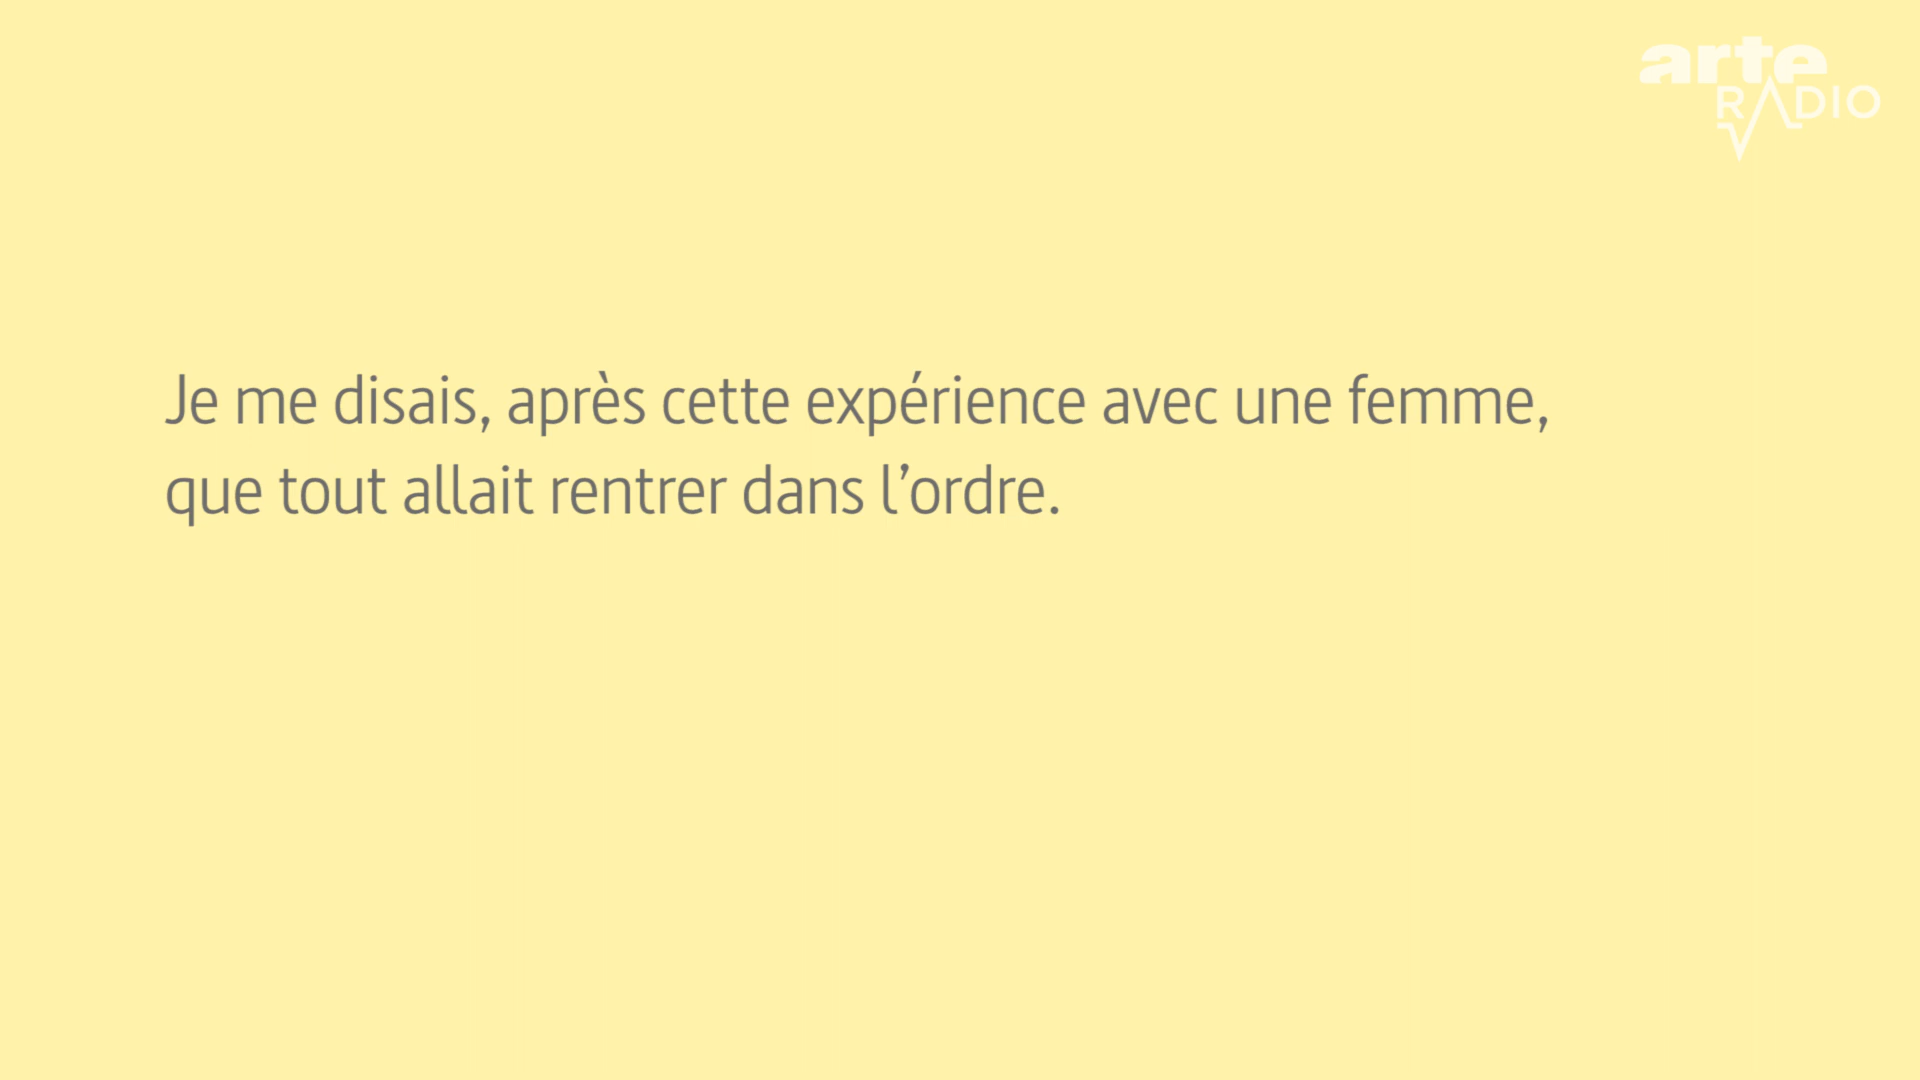 arte
RADIO
Je me disais, après cette expérience avec une femme,
que tout allait rentrer dans l’ordre.